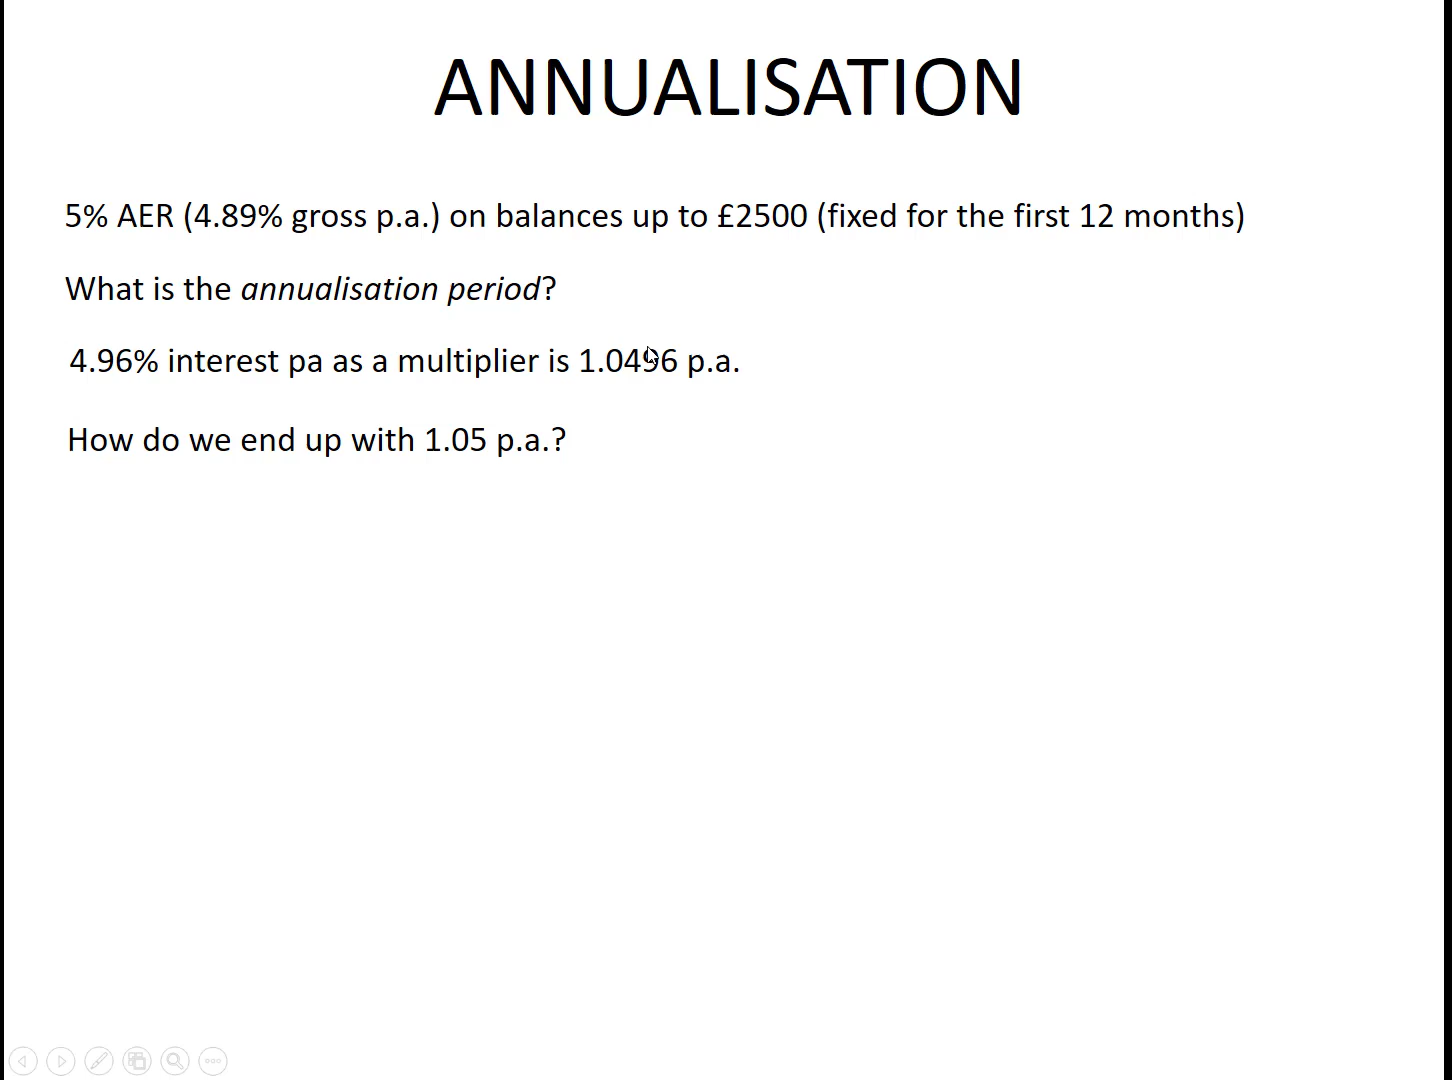 ANNUALISATION
5% AER (4.89% gross p.a.) on balances up to £2500 (fixed for the first 12 months)
What is the annualisation period?
4.96% interest pa as a multiplier is 1.0496 p.a.
How do we end up with 1.05 p.a.?